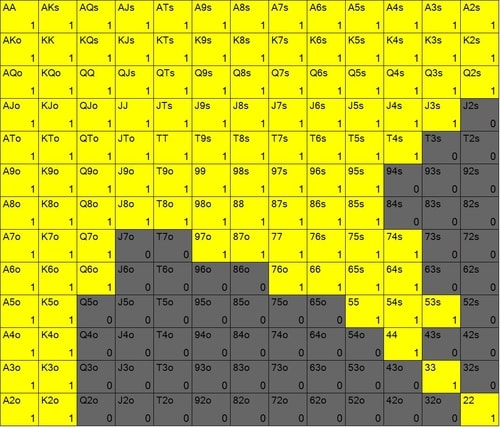 AA AKs AQs AJs ATs A9s A8s A7s A6s A5s A4s A3s A2s
1 1 1 1 1 1 1 1 1 1 1 1 1
AKo KK KQs KJs KTs K9s K8s K7s K6s K5s K4s K3s K2s
1 1 1 1 1 1 1 1 1 1 1 1 1
AQo KQo QQ QJs QTs Q9s Q8s Q7s Q6s Q5s Q4s Q3s Q2s
1 1 1 1 1 1 1 1 1 1 1 1 1
AJo KJo QJo JJ JTs J9s J8s J7s J6s J5s J4s J3s J2s
1 1 1 1 1 1 1 1 1 1 1 1 0
ATo KTo QTo JTo TT T9s T8s T7s T6s T5s T4s T3s T2s
1 1 1 1 1 1 1 1 1 1 1 0 0
A9o K9o Q9o J9o T9o 99 98s 97s 96s 95s 94s 93s 92s
1 1 1 1 1 1 1 1 1 1 0 0 0
A8o K8o Q8o J8o T8o 98o 88 87s 86s 85s 84s 83s 82s
1 1 1 1 1 1 1 1 1 1 0 0 0
A7o K7o Q7o J7o T7o 97o 87o 77 76s 75s 74s 73s 72s
1 1 1 0 0 1 1 1 1 1 1 0 0
A6o K6o Q6o J6o T6o 96o 86o 76o 66 65s 64s 63s 62s
1 1 1 0 0 0 0 1 1 1 1 0 0
A5o K5o Q5o J5o T5o 95o 85o 75o 65o 55 54s 53s 52s
1 1 0 0 0 0 0 0 0 1 1 1 0
A4o K4o Q4o J4o T4o 94o 84o 74o 64o 54o 44 43s 42s
1 1 0 0 0 0 0 0 0 0 1 0 0
A3o K3o Q3o J3o T3o 93o 83o 73o 63o 53o 43o 33 32s
1 1 0 0 0 0 0 0 0 0 0 1 0
A2o K2o Q2o J2o T2o 92o 82o 72o 62o 52o 42o 32o 22
1 1 0 0 0 0 0 0 0 0 0 0 1